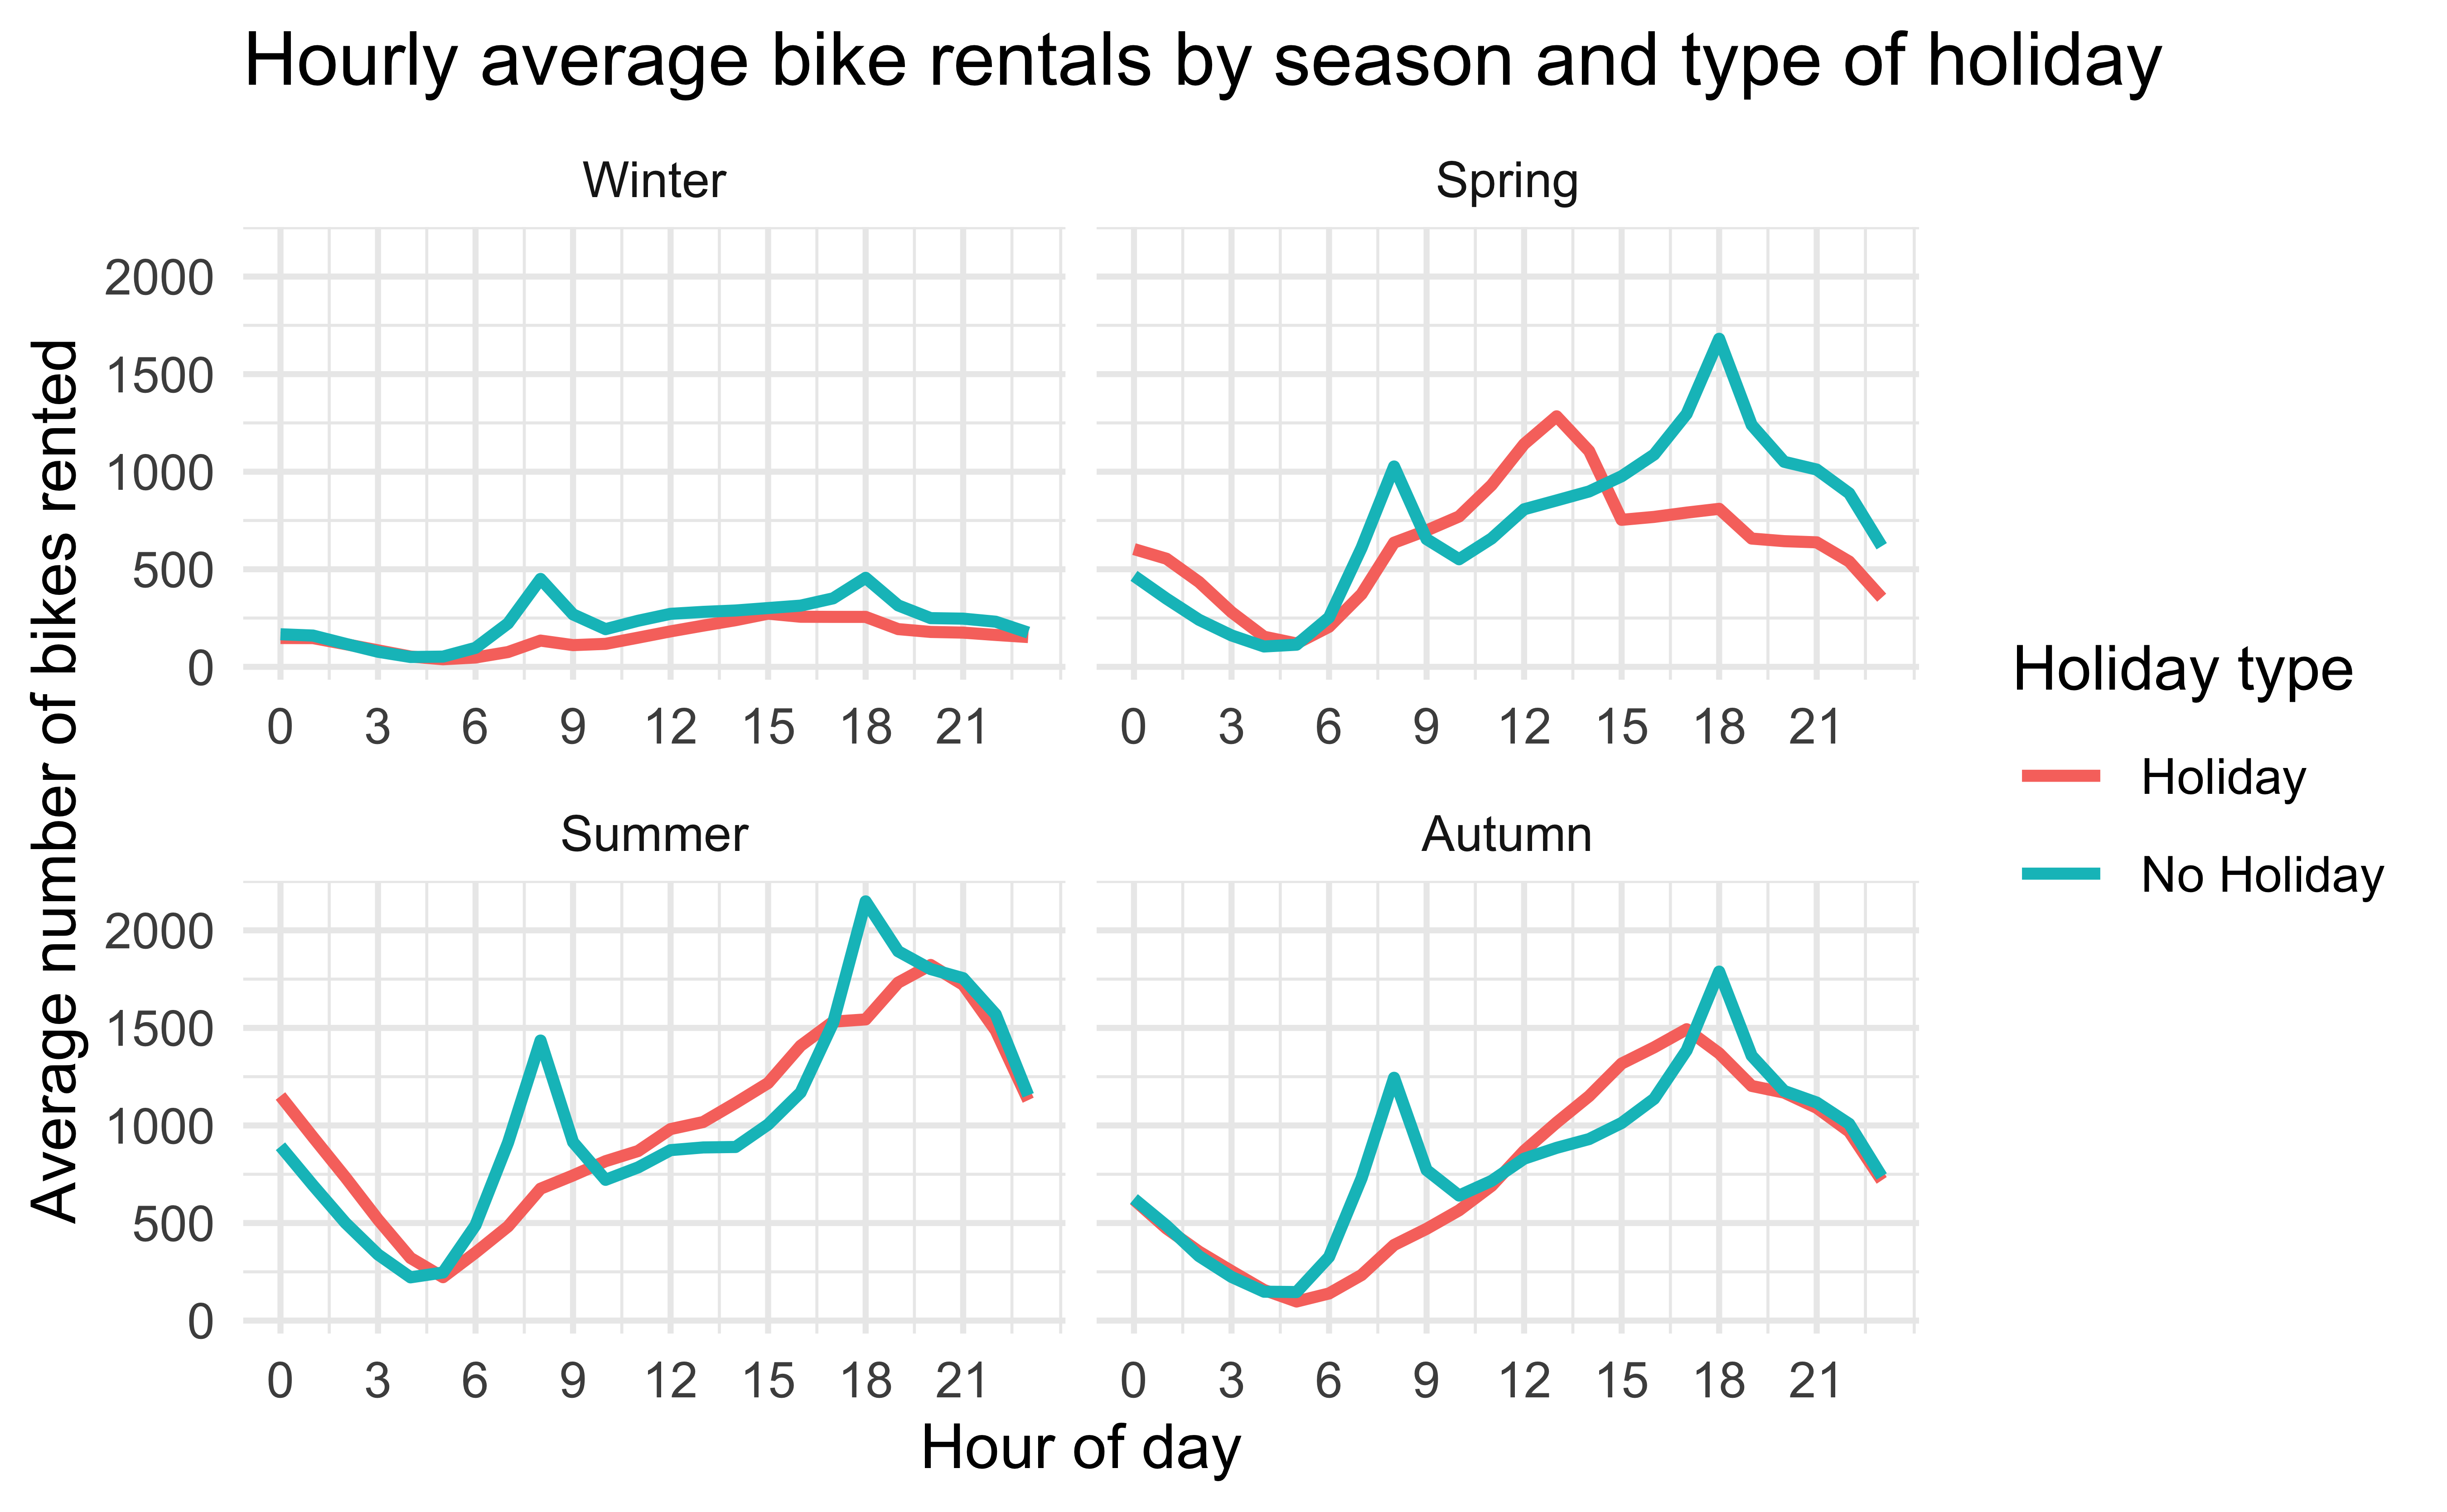 Hourly average bike rentals by season and type of holiday
Winter
Spring
2000
1500
1000
500
0
0 3 6 9 12 15 18 21
0 3 6 9 12 15 18 21
Summer
Autumn
2000
1500
1000
500
0
0 3 6 9 12 15 18 21
0 3 6 9 12 15 18 21
Average number of bikes rented
Hour of day
Holiday type
Holiday
No Holiday